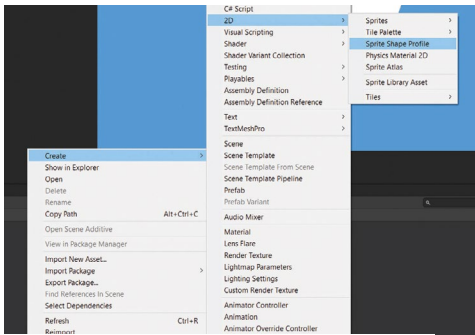 Create
Show in Explorer
Open
Delete
Rename
Copy Path Alt+Ctrl+C
Open Scene Additive
View in Package Manager
Import New Asset...
Import Package
Export Package...
Find References In Scene
Select Dependencies
Refresh Ctrl+R
Reimport
C# Script
2D
Visual Scripting
Shader
Shader Variant Collection
Testing
Playables
Assembly Definition
Assembly Definition Reference
Text
TextMeshPro
Scene
Scene Template
Scene Template From Scene
Scene Template Pipeline
Prefab
Prefab Variant
Audio Mixer
Material
Lens Flare
Render Texture
Lightmap Parameters
Lighting Settings
Custom Render Texture
Animator Controller
Animation
Animator Override Controller
Sprites
Tile Palette
Sprite Shape Profile
Physics Material 2D
Sprite Atlas
Sprite Library Asset
Tiles